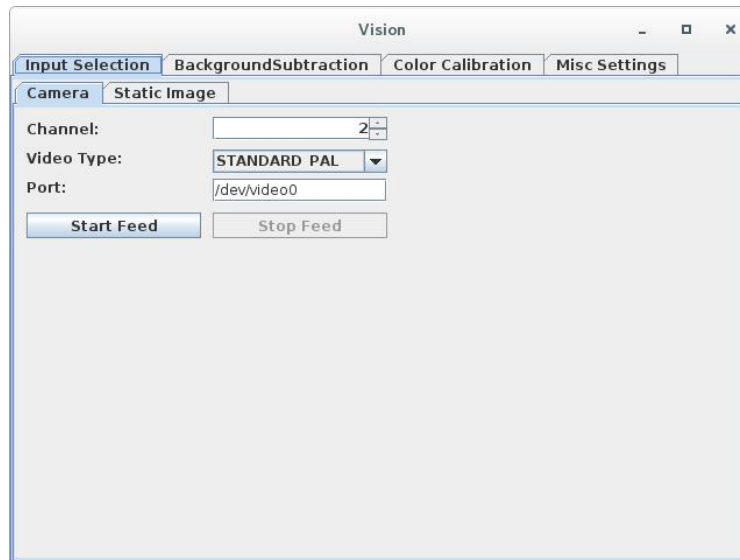 Vision
Input Selection BackgroundSubtraction Color Calibration Misc Settings
Camera Static Image
Channel: 2
Video Type: STANDARD PAL
Port: /dev/video0
Start Feed Stop Feed